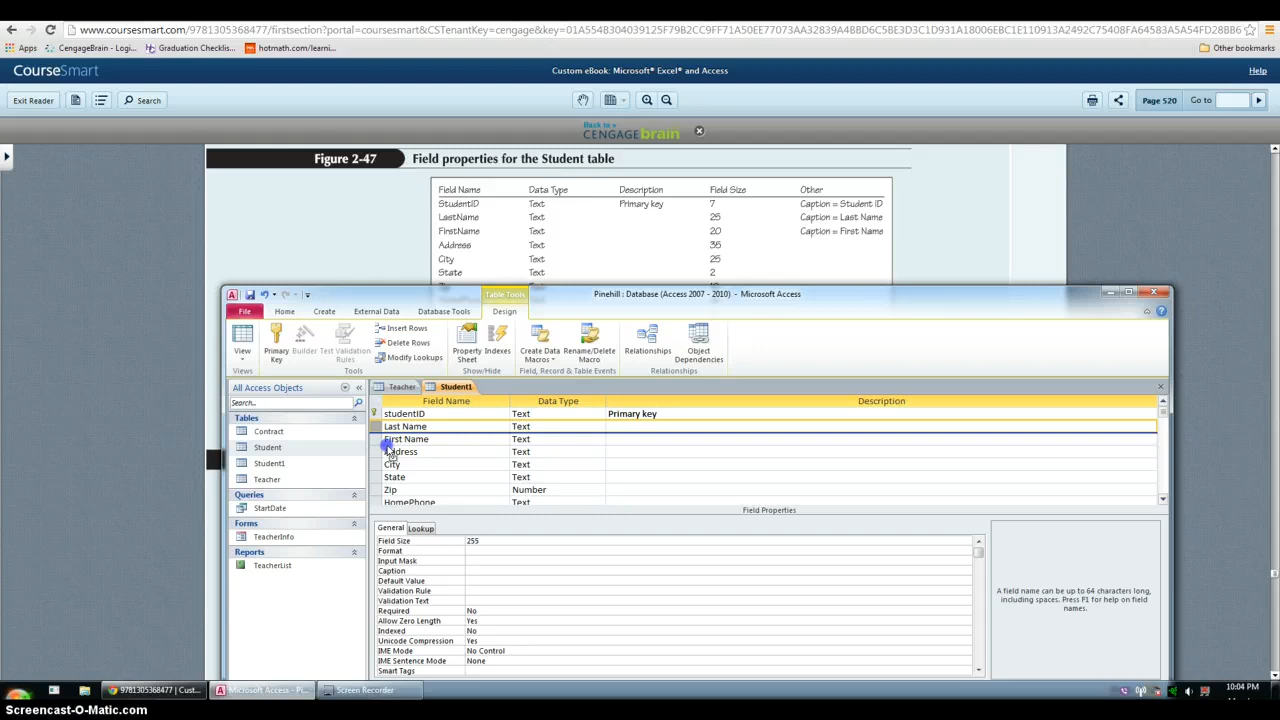 www.coursesmart.com/9781305368477/firstsection?portal=coursesmart&CSTenantKey=cengage&key=
Apps CengageBrain - Logi... Graduation Checklis... hotmath.com/learni... Other bookmarks
CourseSmart Custom eBook: Microsoft® Excel® and Access Help
Exit Reader Search Page 520 Go to
Back to
CENGAGEbrain
Figure 2-47 Field properties for the Student table
Field Name Data Type Description Field Size Other
StudentID Text Primary key 7 Caption = Student ID
LastName Text 25 Caption = Last Name
FirstName Text 20 Caption = First Name
Address Text 35
City Text 25
State Text 2
Table Tools Pinehill : Database (Access 2007 - 2010) - Microsoft Access
File Home Create External Data Database Tools Design
View Primary Key Builder Test Validation Rules Insert Rows Delete Rows Modify Lookups Property Sheet Indexes Create Data Macros Rename/Delete Macro Relationships Object Dependencies
Views Tools Show/Hide Field, Record & Table Events Relationships
All Access Objects Teacher Student1
Search... Field Name Data Type Description
Tables
Contract
Student
Student1
Teacher
Queries
StartDate
Forms
TeacherInfo
Reports
TeacherList
studentID Text Primary key
Last Name Text
First Name Text
Address Text
City Text
State Text
Zip Number
HomePhone Text
Field Properties
General Lookup
Field Size 255
Format
Input Mask
Caption
Default Value
Validation Rule
Validation Text
Required No
Allow Zero Length Yes
Indexed No
Unicode Compression Yes
IME Mode No Control
IME Sentence Mode None
Smart Tags
A field name can be up to 64 characters long,
including spaces. Press F1 for help on field
names.
9781305368477 | Cust... Microsoft Access - Pi... Screen Recorder 10:04 PM
Screencast-O-Matic.com